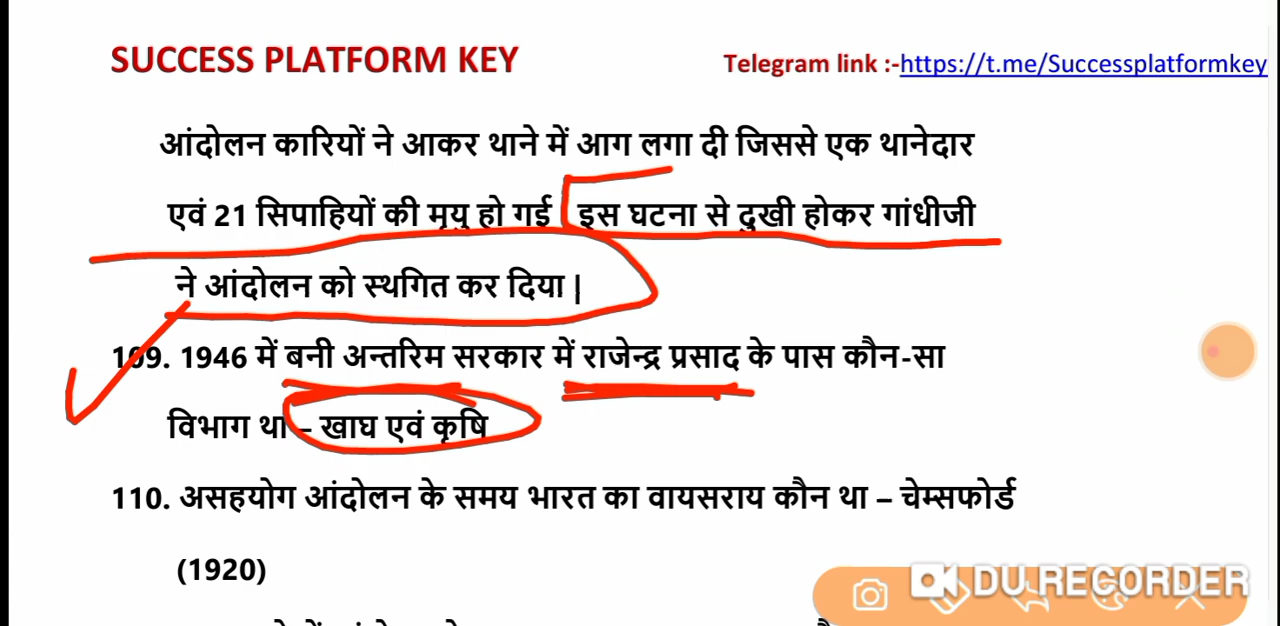 SUCCESS PLATFORM KEY
Telegram link :-https://t.me/Successplatformkey
आंदोलन कारियों ने आकर थाने में आग लगा दी जिससे एक थानेदार
एवं 21 सिपाहियों की मृयु हो गई इस घटना से दुखी होकर गांधीजी
ने आंदोलन को स्थगित कर दिया |
109. 1946 में बनी अन्तरिम सरकार में राजेन्द्र प्रसाद के पास कौन-सा
विभाग था – खाघ एवं कृषि
110. असहयोग आंदोलन के समय भारत का वायसराय कौन था – चेम्सफोर्ड
(1920)
DU RECORDER